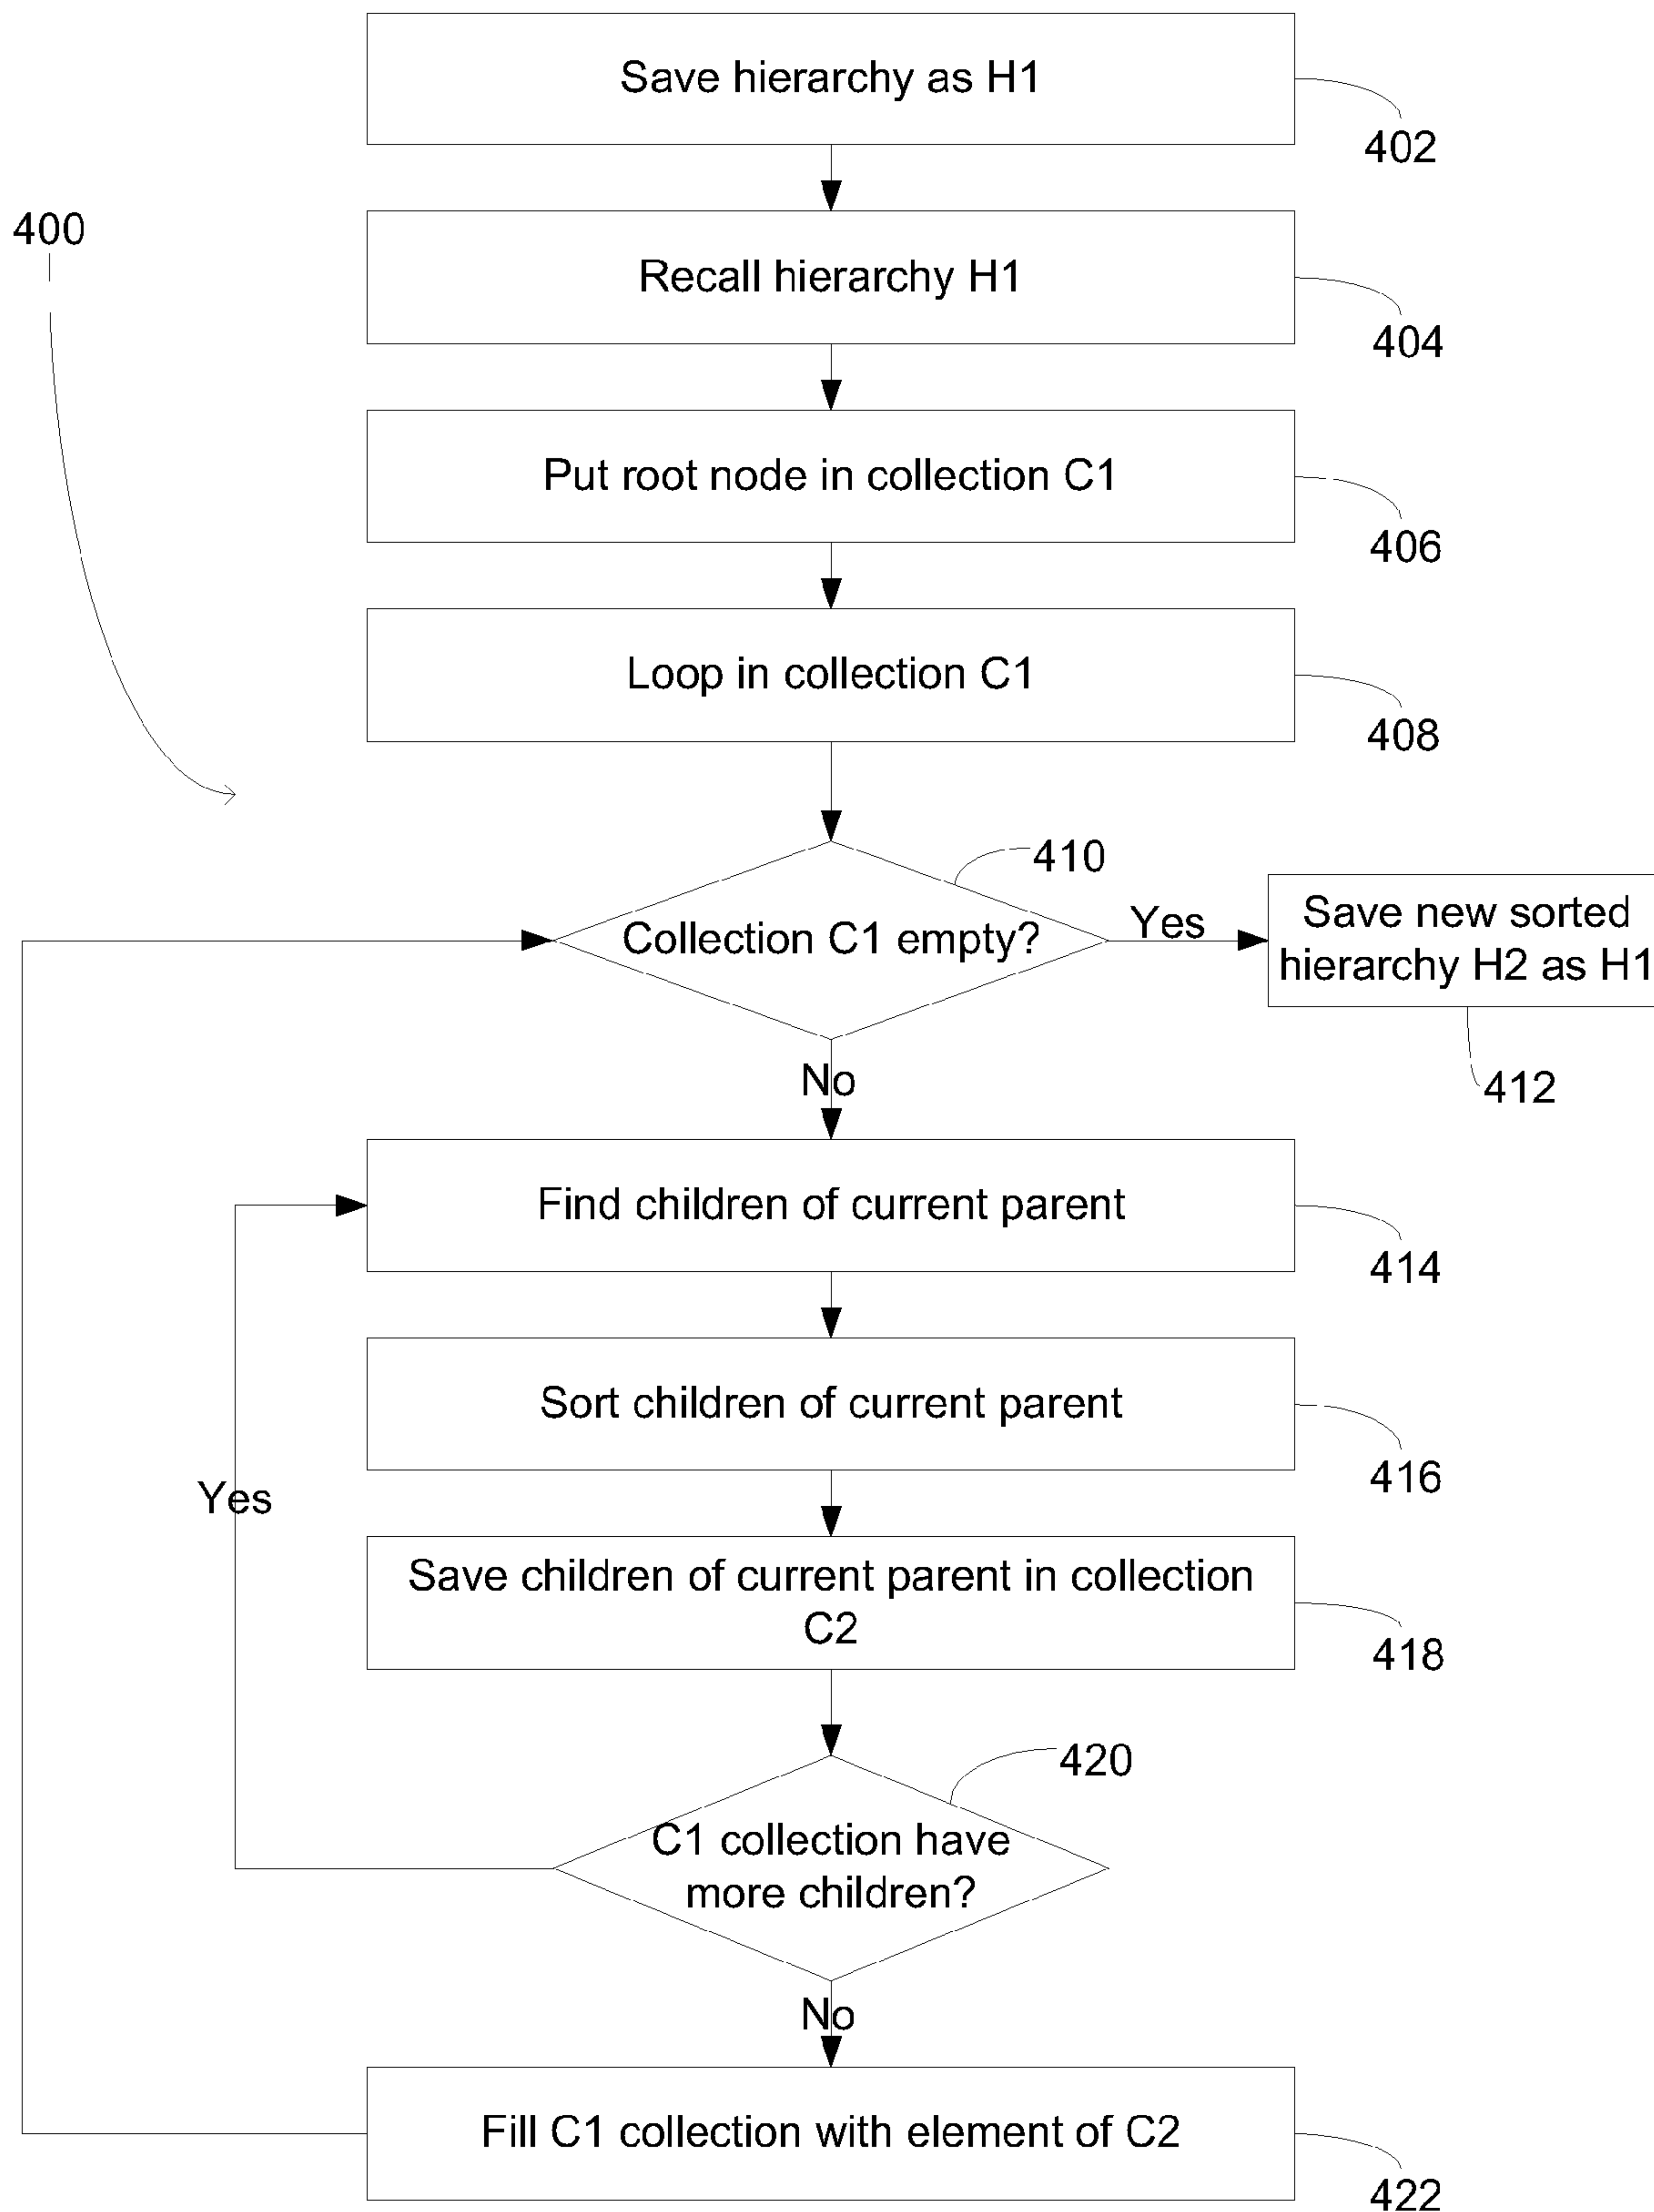 Save hierarchy as H1
402
400
Recall hierarchy H1
404
Put root node in collection C1
406
Loop in collection C1
408
410
Collection C1 empty?
Yes
Save new sorted
hierarchy H2 as H1
412
No
Find children of current parent
414
Sort children of current parent
416
Yes
Save children of current parent in collection
C2
418
420
C1 collection have
more children?
No
Fill C1 collection with element of C2
422